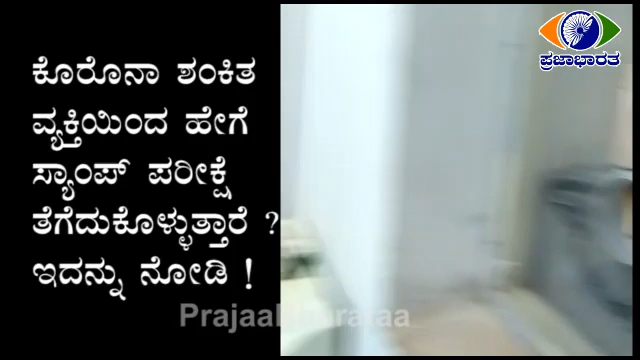 ಪ್ರಜಾಭಾರತ
ಕೊರೊನಾ ಶಂಕಿತ
ವ್ಯಕ್ತಿಯಿಂದ ಹೇಗೆ
ಸ್ಯಾಂಪ್ ಪರೀಕ್ಷೆ
ತೆಗೆದುಕೊಳ್ಳುತ್ತಾರೆ ?
ಇದನ್ನು ನೋಡಿ !